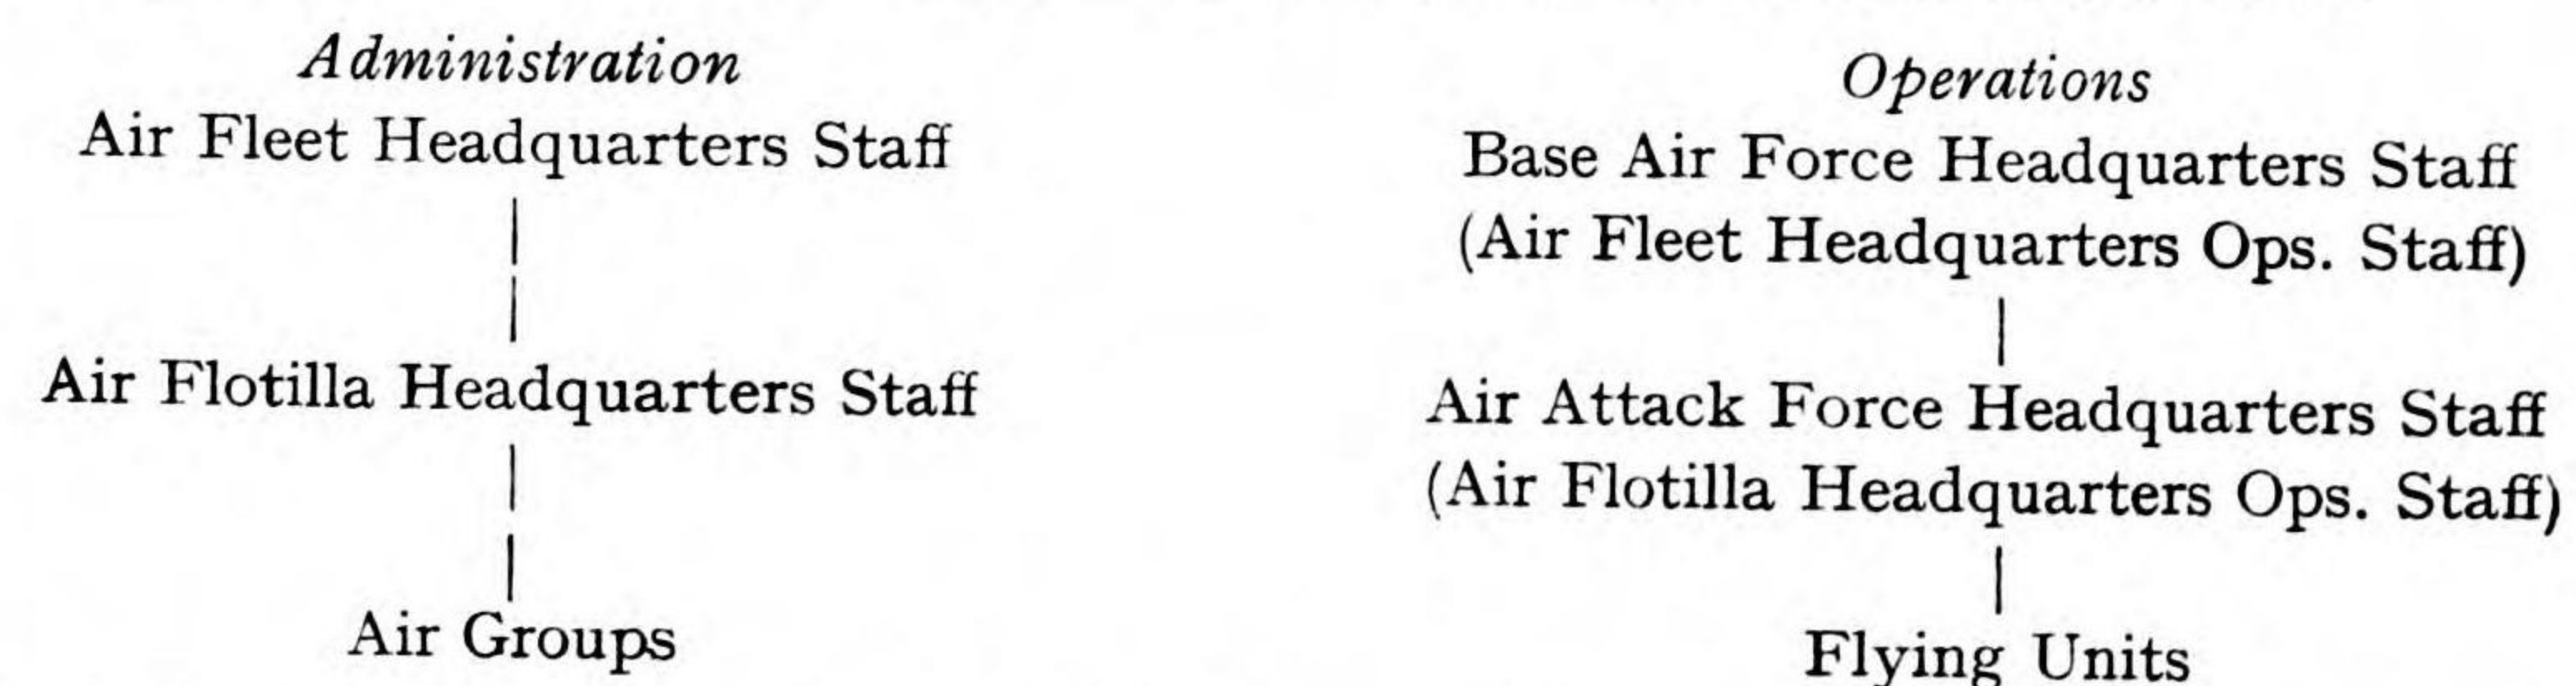 Administration
Air Fleet Headquarters Staff
Air Flotilla Headquarters Staff
Air Groups
Operations
Base Air Force Headquarters Staff
(Air Fleet Headquarters Ops. Staff)
Air Attack Force Headquarters Staff
(Air Flotilla Headquarters Ops. Staff)
Flying Units